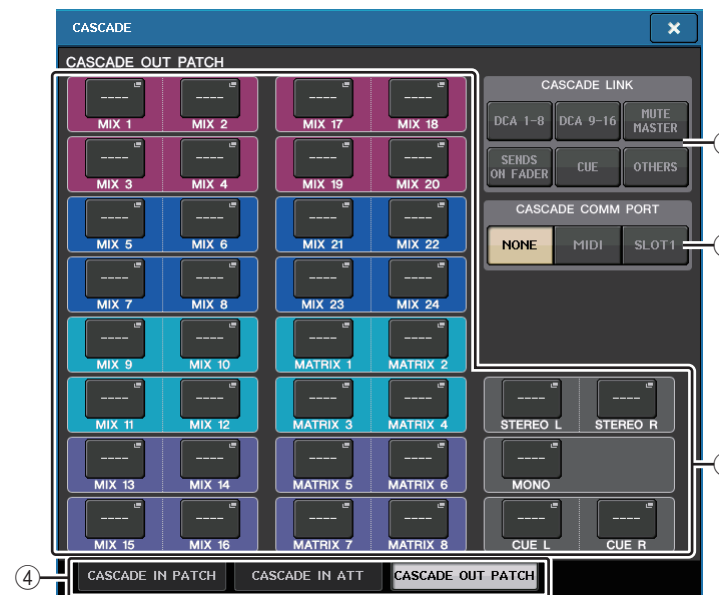 CASCADE
×
CASCADE OUT PATCH
---- ---- ---- ----
MIX 1 MIX 2 MIX 17 MIX 18
---- ---- ---- ----
MIX 3 MIX 4 MIX 19 MIX 20
---- ---- ---- ----
MIX 5 MIX 6 MIX 21 MIX 22
---- ---- ---- ----
MIX 7 MIX 8 MIX 23 MIX 24
---- ---- ---- ----
MIX 9 MIX 10 MATRIX 1 MATRIX 2
---- ---- ---- ----
MIX 11 MIX 12 MATRIX 3 MATRIX 4
---- ---- ---- ----
MIX 13 MIX 14 MATRIX 5 MATRIX 6
---- ---- ---- ----
MIX 15 MIX 16 MATRIX 7 MATRIX 8
CASCADE LINK
DCA 1-8 DCA 9-16 MUTE MASTER
SENDS ON FADER CUE OTHERS
CASCADE COMM PORT
NONE MIDI SLOT1
---- ----
STEREO L STEREO R
----
MONO
---- ----
CUE L CUE R
④
CASCADE IN PATCH CASCADE IN ATT CASCADE OUT PATCH